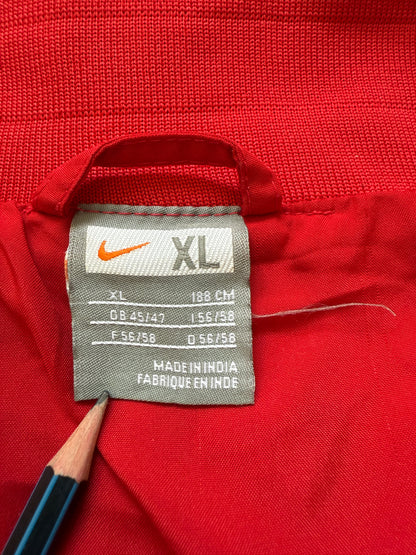 XL
XL 188 CM
GB 45/47 I 56/58
F 56/58 D 56/58
MADE IN INDIA
FABRIQUE EN INDE